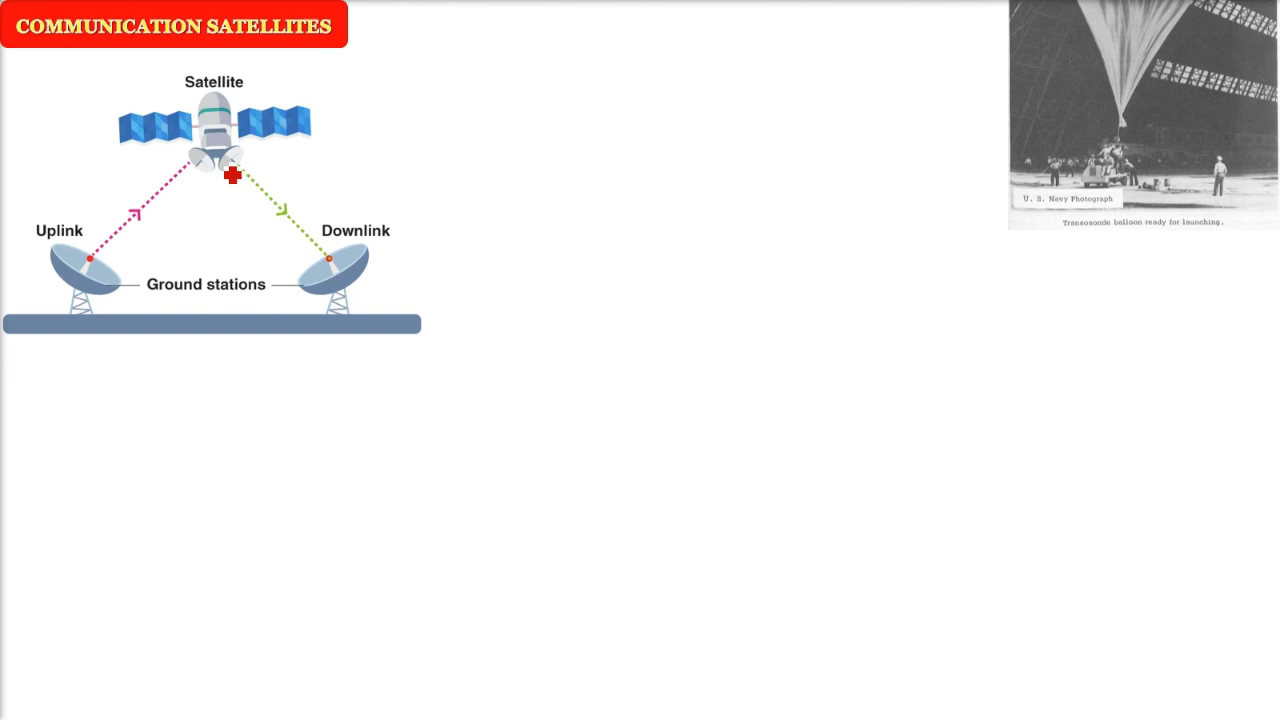 COMMUNICATION SATELLITES
Satellite
Uplink
Downlink
Ground stations
U. S. Navy Photograph
Transosonde balloon ready for launching.